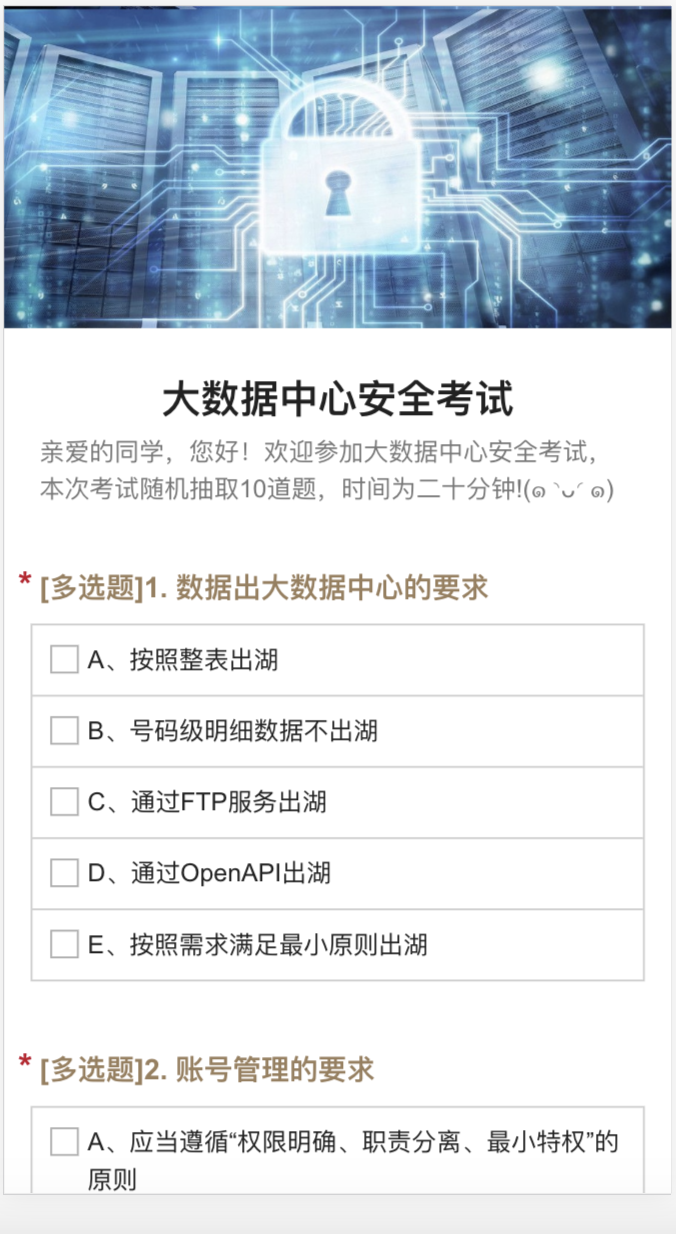 大数据中心安全考试
亲爱的同学，您好！欢迎参加大数据中心安全考试，
本次考试随机抽取10道题，时间为二十分钟!(๑ ˋᴗˊ ๑)
* [多选题]1. 数据出大数据中心的要求
A、按照整表出湖
B、号码级明细数据不出湖
C、通过FTP服务出湖
D、通过OpenAPI出湖
E、按照需求满足最小原则出湖
* [多选题]2. 账号管理的要求
A、应当遵循“权限明确、职责分离、最小特权”的
原则